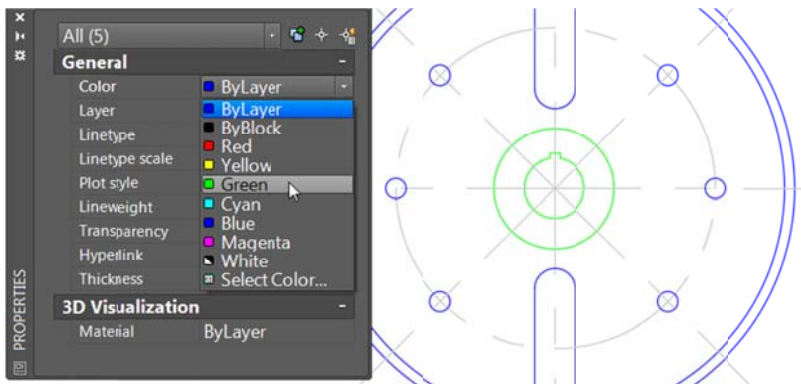 All (5)
General
Color ByLayer
Layer ByLayer
Linetype ByBlock
Linetype scale Red
Yellow
Plot style Green
Lineweight Cyan
Transparency Blue
Magenta
Hyperlink White
Thickness Select Color...
3D Visualization
Material ByLayer
PROPERTIES